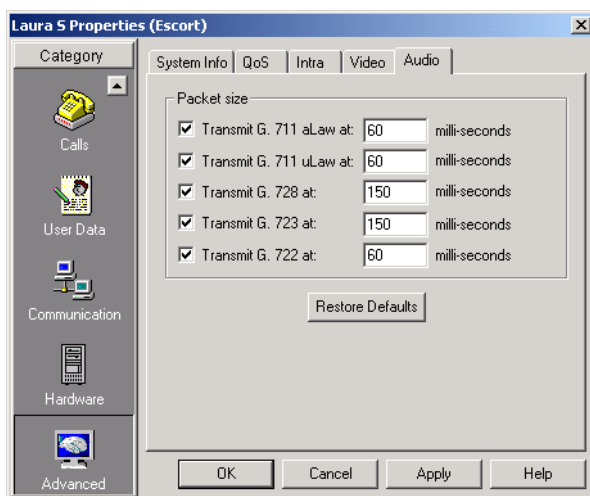 Laura S Properties (Escort)
Category
Calls
User Data
Communication
Hardware
Advanced
System Info QoS Intra Video Audio
Packet size
Transmit G. 711 aLaw at: 60 milli-seconds
Transmit G. 711 uLaw at: 60 milli-seconds
Transmit G. 728 at: 150 milli-seconds
Transmit G. 723 at: 150 milli-seconds
Transmit G. 722 at: 60 milli-seconds
Restore Defaults
OK Cancel Apply Help